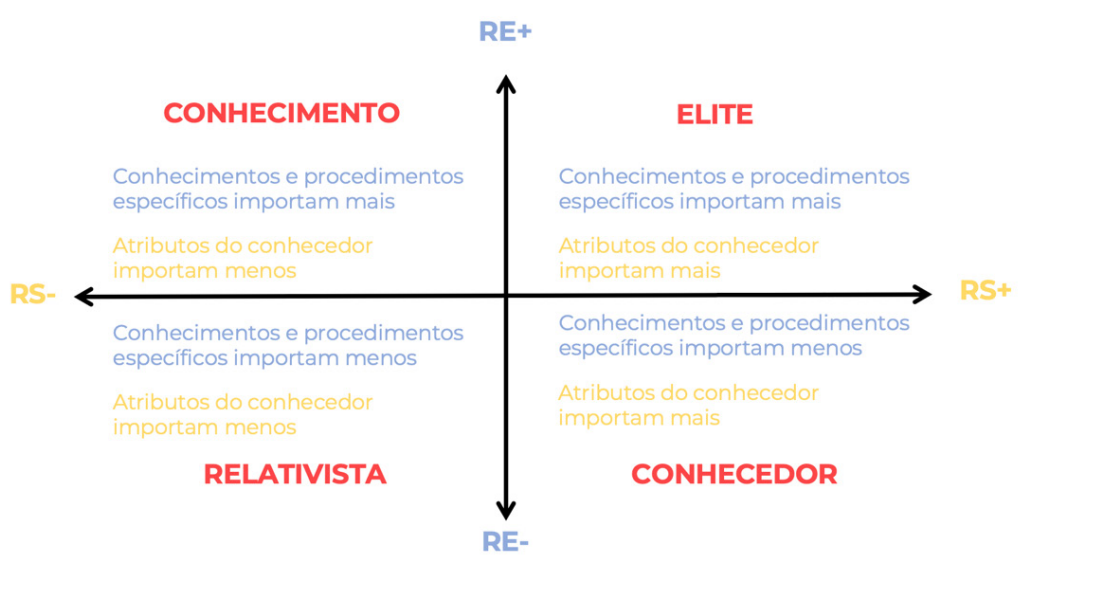 RE+
CONHECIMENTO
Conhecimentos e procedimentos
específicos importam mais
Atributos do conhecedor
importam menos
ELITE
Conhecimentos e procedimentos
específicos importam mais
Atributos do conhecedor
importam mais
RS-
RS+
Conhecimentos e procedimentos
específicos importam menos
Atributos do conhecedor
importam menos
RELATIVISTA
Conhecimentos e procedimentos
específicos importam menos
Atributos do conhecedor
importam mais
CONHECEDOR
RE-